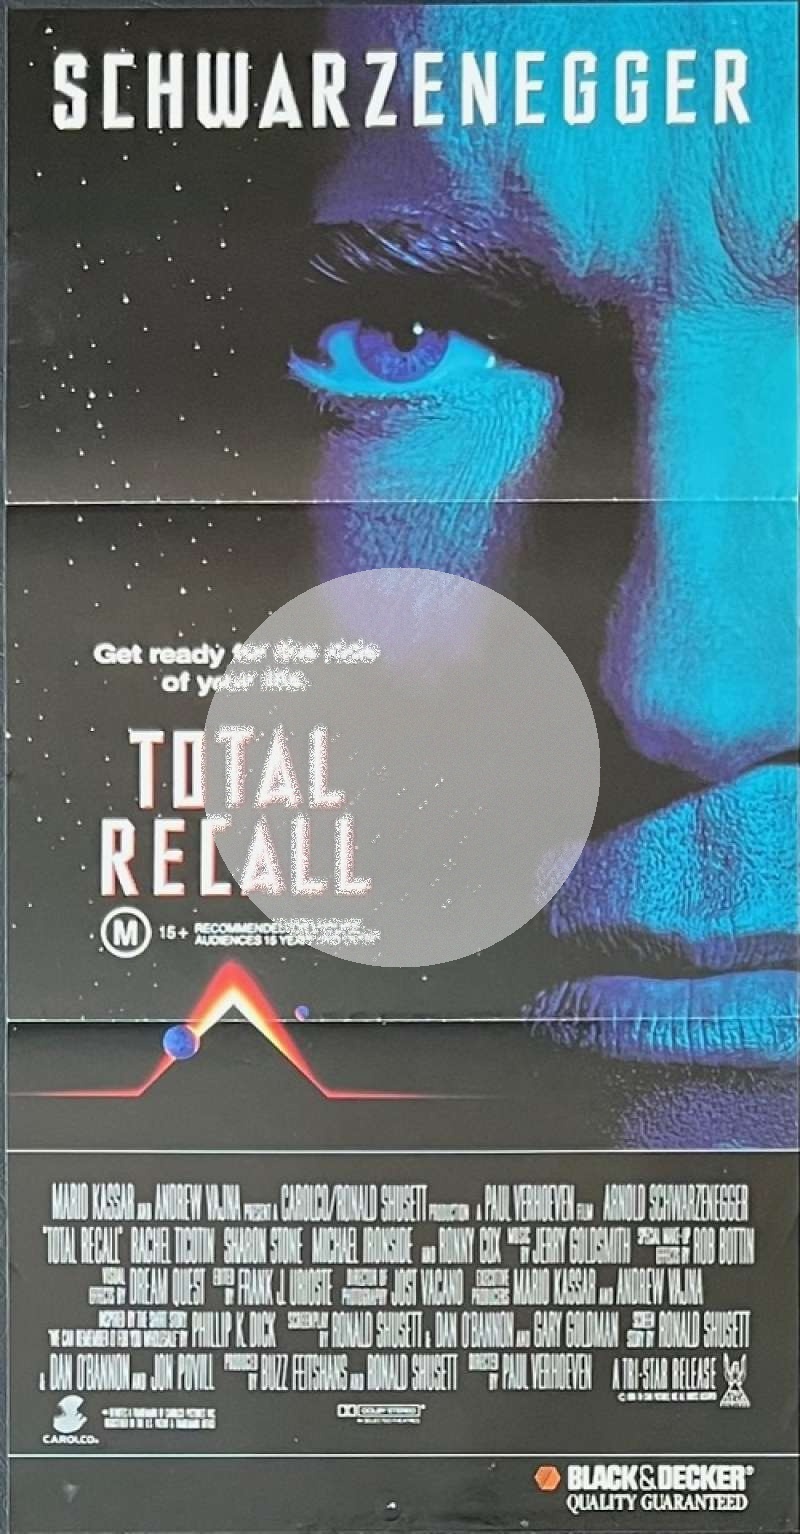 SCHWARZENEGGER
Get ready for the ride
of your life.
TOTAL
RECALL
M 15+ RECOMMENDED FOR MATURE
AUDIENCES 15 YEARS AND OVER
MARIO KASSAR AND ANDREW VAJNA PRESENT A CAROLCO/RONALD SHUSETT PRODUCTION A PAUL VERHOEVEN FILM ARNOLD SCHWARZENEGGER
"TOTAL RECALL" RACHEL TICOTIN SHARON STONE MICHAEL IRONSIDE AND RONNY COX MUSIC BY JERRY GOLDSMITH SPECIAL MAKE-UP EFFECTS BY ROB BOTTIN
VISUAL EFFECTS BY DREAM QUEST EDITED BY FRANK J. URIOSTE DIRECTOR OF PHOTOGRAPHY JOST VACANO EXECUTIVE PRODUCERS MARIO KASSAR AND ANDREW VAJNA
INSPIRED BY THE SHORT STORY "WE CAN REMEMBER IT FOR YOU WHOLESALE" BY PHILLIP K. DICK SCREENPLAY BY RONALD SHUSETT & DAN O'BANNON AND GARY GOLDMAN SCREEN STORY BY RONALD SHUSETT
& DAN O'BANNON AND JON POVILL PRODUCED BY BUZZ FEITSHANS AND RONALD SHUSETT DIRECTED BY PAUL VERHOEVEN A TRI-STAR RELEASE
CAROLCO
DOLBY STEREO
IN SELECTED THEATRES
BLACK&DECKER®
QUALITY GUARANTEED